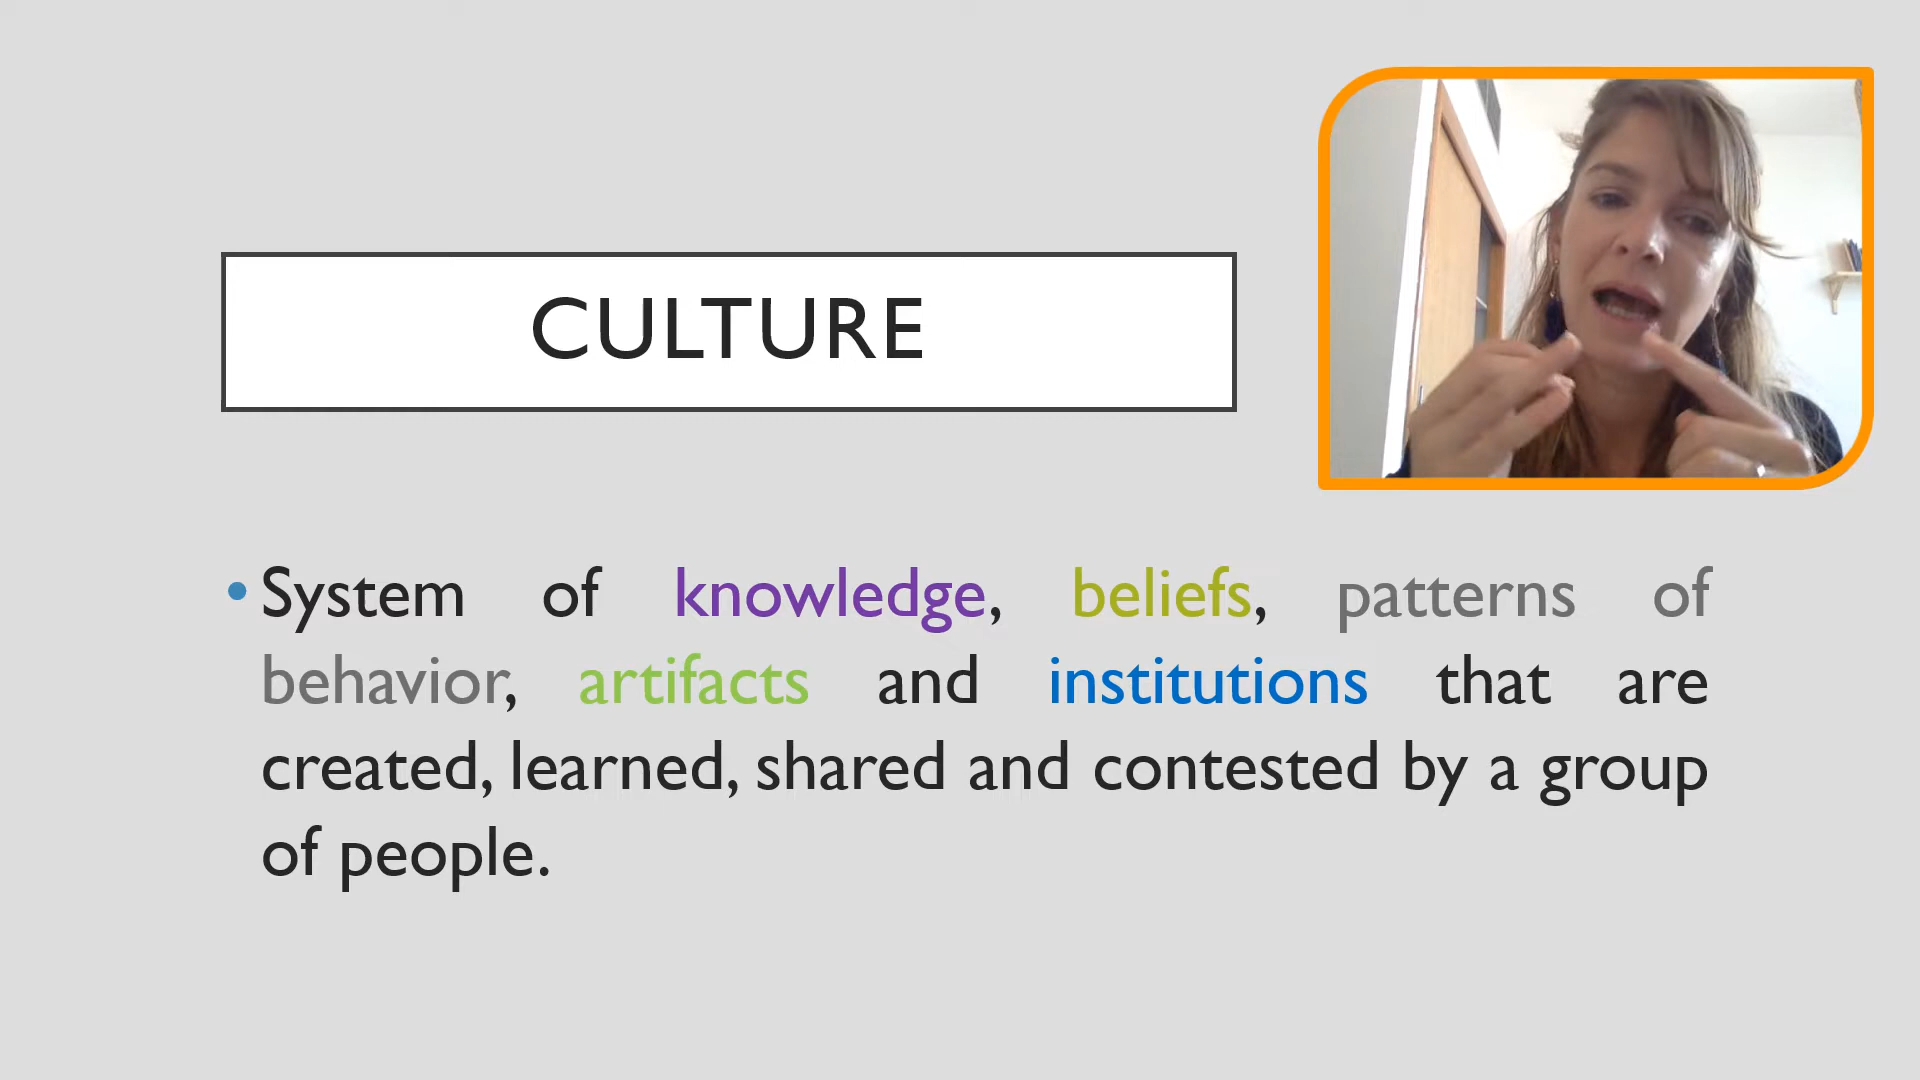 CULTURE
• System of knowledge, beliefs, patterns of
behavior, artifacts and institutions that are
created, learned, shared and contested by a group
of people.